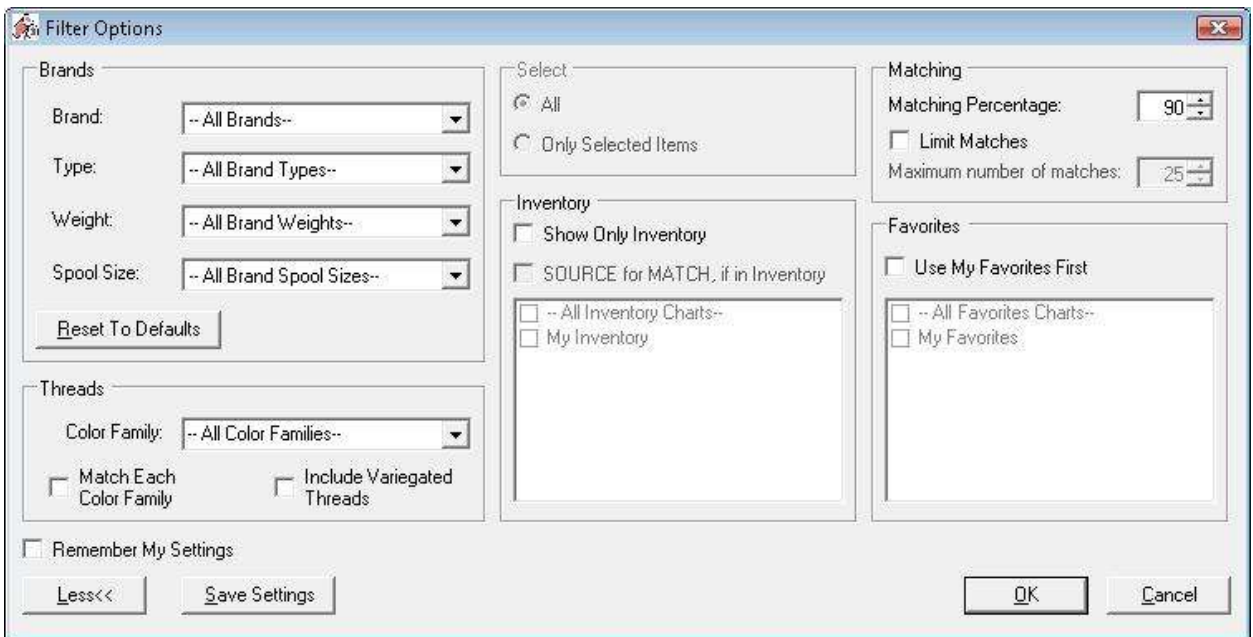 Filter Options
Brands
Brand:
-- All Brands--
Type:
-- All Brand Types--
Weight:
-- All Brand Weights--
Spool Size:
-- All Brand Spool Sizes--
Reset To Defaults
Threads
Color Family:
-- All Color Families--
Match Each
Color Family
Include Variegated
Threads
Select
All
Only Selected Items
Inventory
Show Only Inventory
SOURCE for MATCH, if in Inventory
-- All Inventory Charts--
My Inventory
Matching
Matching Percentage:
90
Limit Matches
Maximum number of matches:
25
Favorites
Use My Favorites First
-- All Favorites Charts--
My Favorites
Remember My Settings
Less<<
Save Settings
OK
Cancel